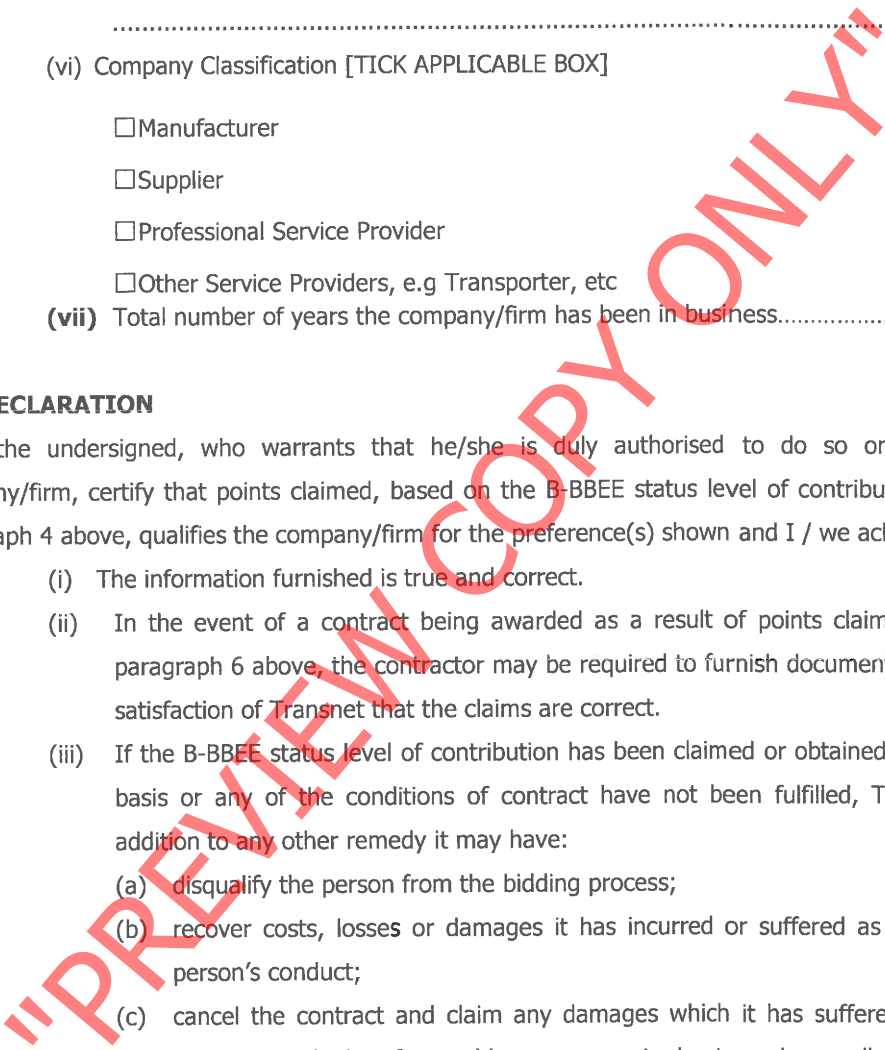 (vi) Company Classification [TICK APPLICABLE BOX]
☐Manufacturer
☐Supplier
☐Professional Service Provider
☐Other Service Providers, e.g Transporter, etc
(vii) Total number of years the company/firm has been in business................
ECLARATION
the undersigned, who warrants that he/she is duly authorised to do so or
ny/firm, certify that points claimed, based on the B-BBEE status level of contribu
aph 4 above, qualifies the company/firm for the preference(s) shown and I / we acl
(i) The information furnished is true and correct.
(ii) In the event of a contract being awarded as a result of points claim
paragraph 6 above, the contractor may be required to furnish document
satisfaction of Transnet that the claims are correct.
(iii) If the B-BBEE status level of contribution has been claimed or obtained
basis or any of the conditions of contract have not been fulfilled, T
addition to any other remedy it may have:
(a) disqualify the person from the bidding process;
(b) recover costs, losses or damages it has incurred or suffered as
person's conduct;
(c) cancel the contract and claim any damages which it has suffere
"PREVIEW COPY ONLY"